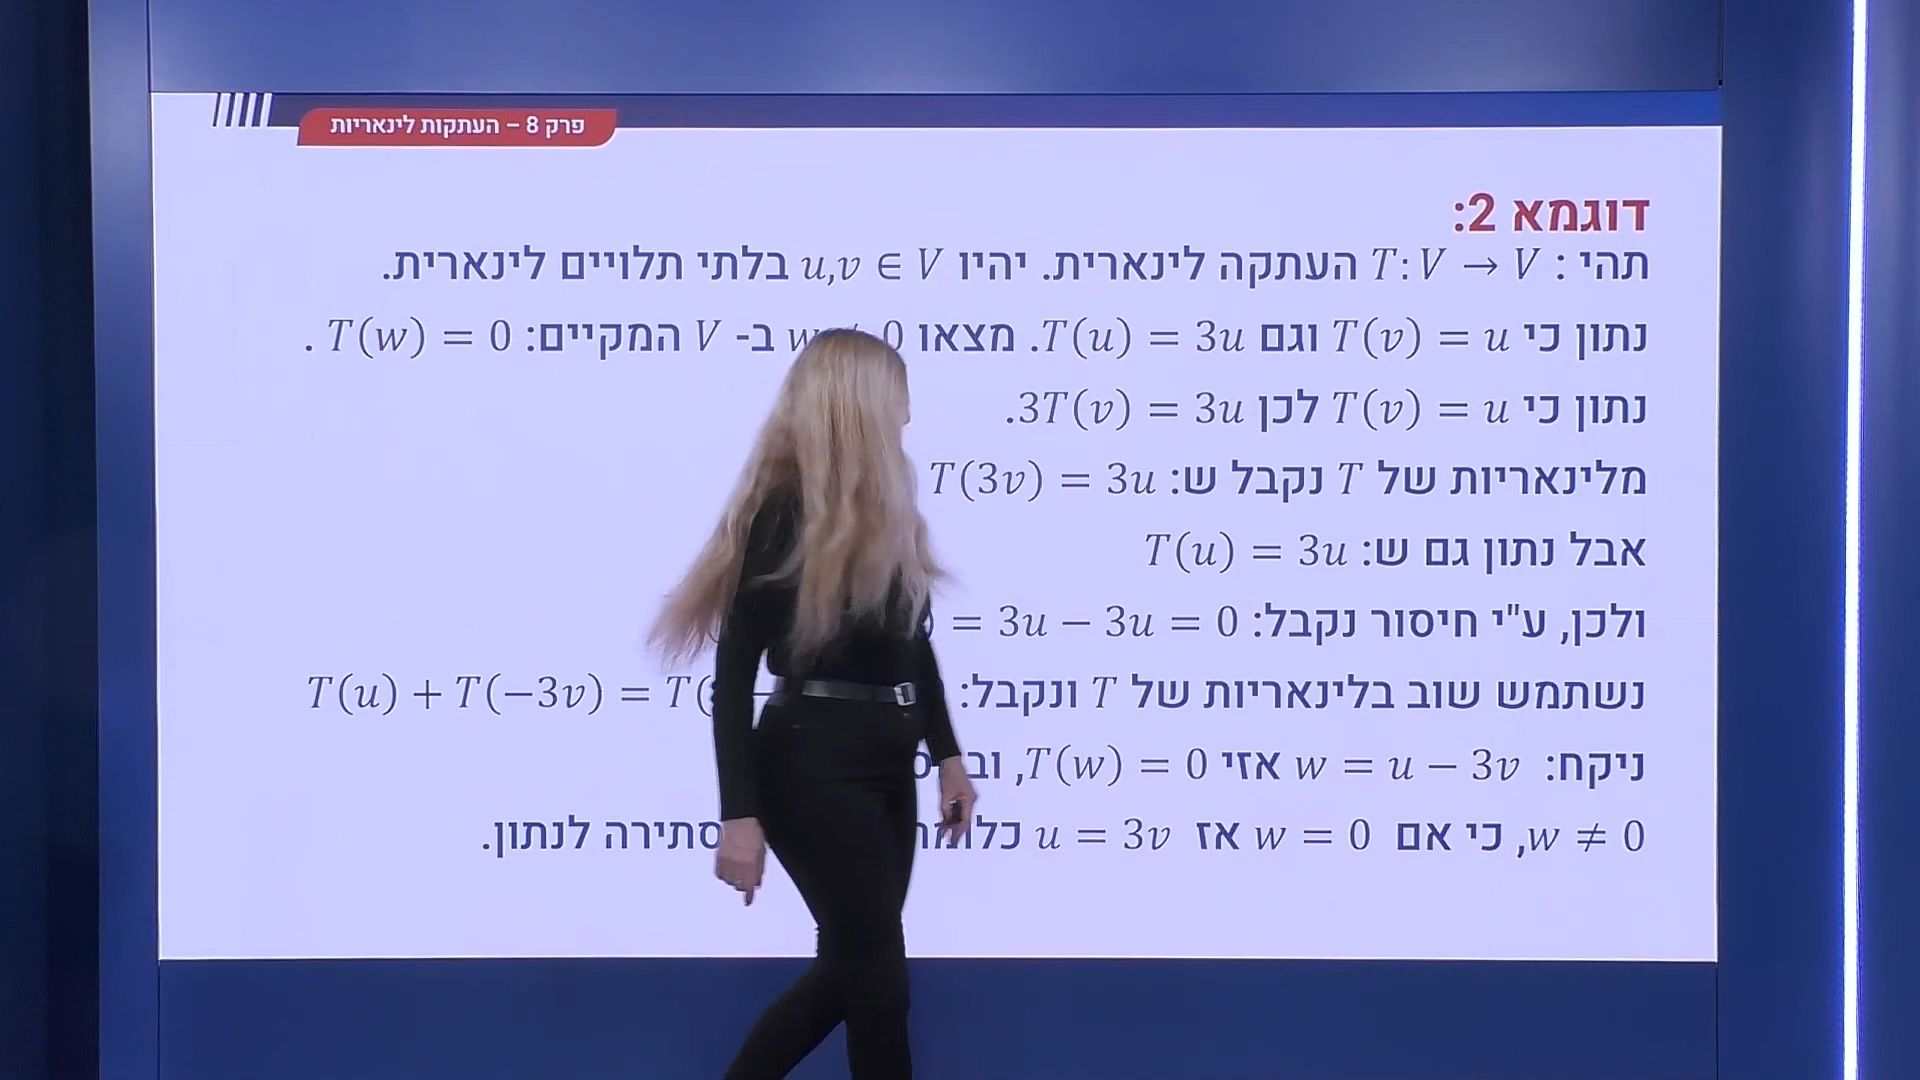 פרק 8 – העתקות לינאריות
דוגמא 2:
תהי : T: V → V העתקה לינארית. יהיו u,v ∈ V בלתי תלויים לינארית.
נתון כי T(v) = u וגם T(u) = 3u. מצאו w ≠ 0 ב- V המקיים: T(w) = 0 .
נתון כי T(v) = u לכן 3T(v) = 3u.
מלינאריות של T נקבל ש: T(3v) = 3u
אבל נתון גם ש: T(u) = 3u
ולכן, ע"י חיסור נקבל: = 3u − 3u = 0
נשתמש שוב בלינאריות של T ונקבל: T(u) + T(−3v) = T(
ניקח: w = u − 3v אזי T(w) = 0,
w ≠ 0, כי אם w = 0 אז u = 3v סתירה לנתון.